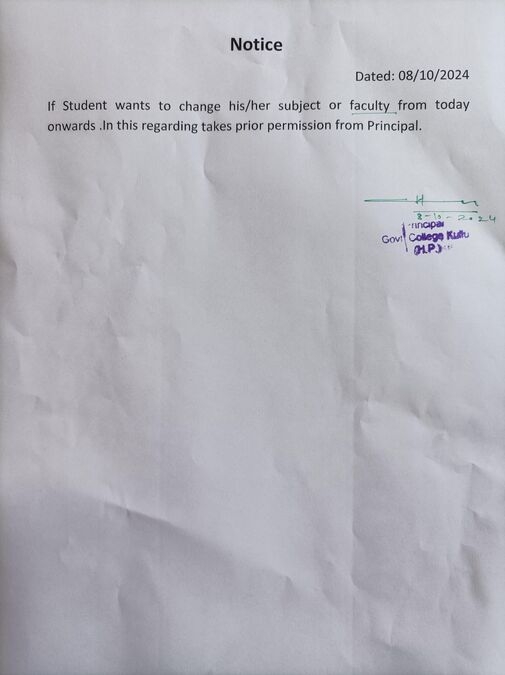 Notice
Dated: 08/10/2024
If Student wants to change his/her subject or faculty from today
onwards .In this regarding takes prior permission from Principal.
8-10-2024
rincipal
Govt College Kullu
(H.P.)